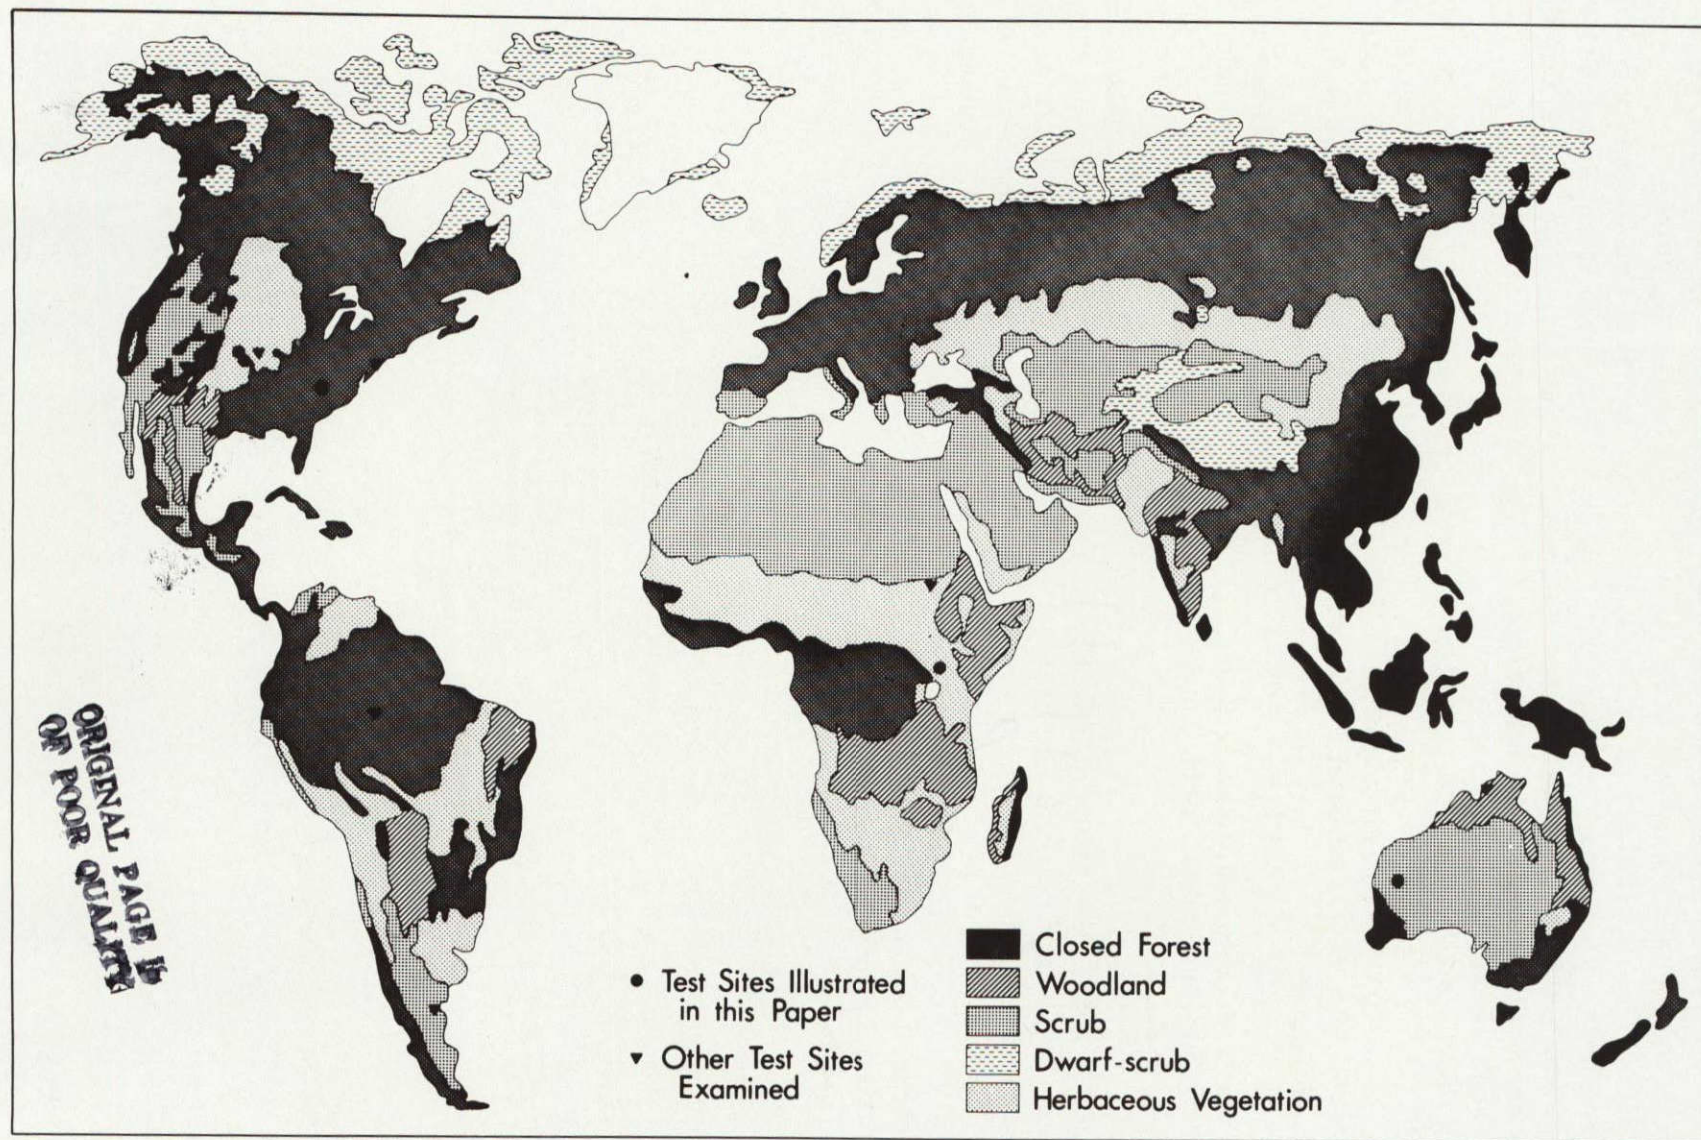 ORIGINAL PAGE IS
OF POOR QUALITY
Test Sites Illustrated
in this Paper
Other Test Sites
Examined
Closed Forest
Woodland
Scrub
Dwarf-scrub
Herbaceous Vegetation